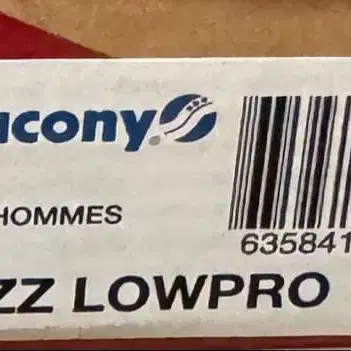 acony
HOMMES
635841
ZZ LOWPRO